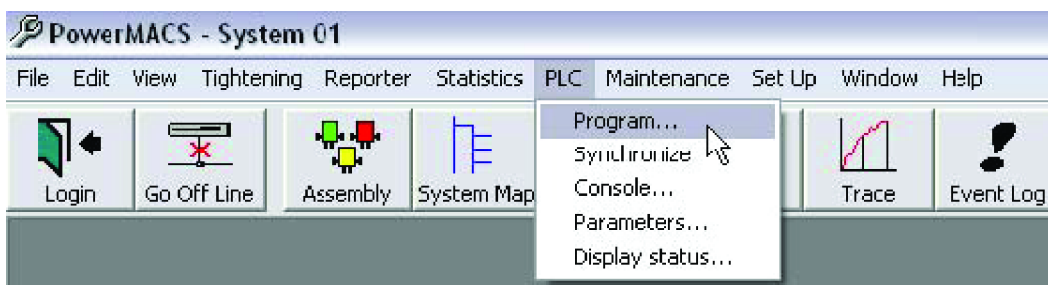 PowerMACS - System 01
File Edit View Tightening Reporter Statistics PLC Maintenance Set Up Window Help
Program...
Synchronize
Console...
Parameters...
Display status...
Login Go Off Line Assembly System Map Trace Event Log